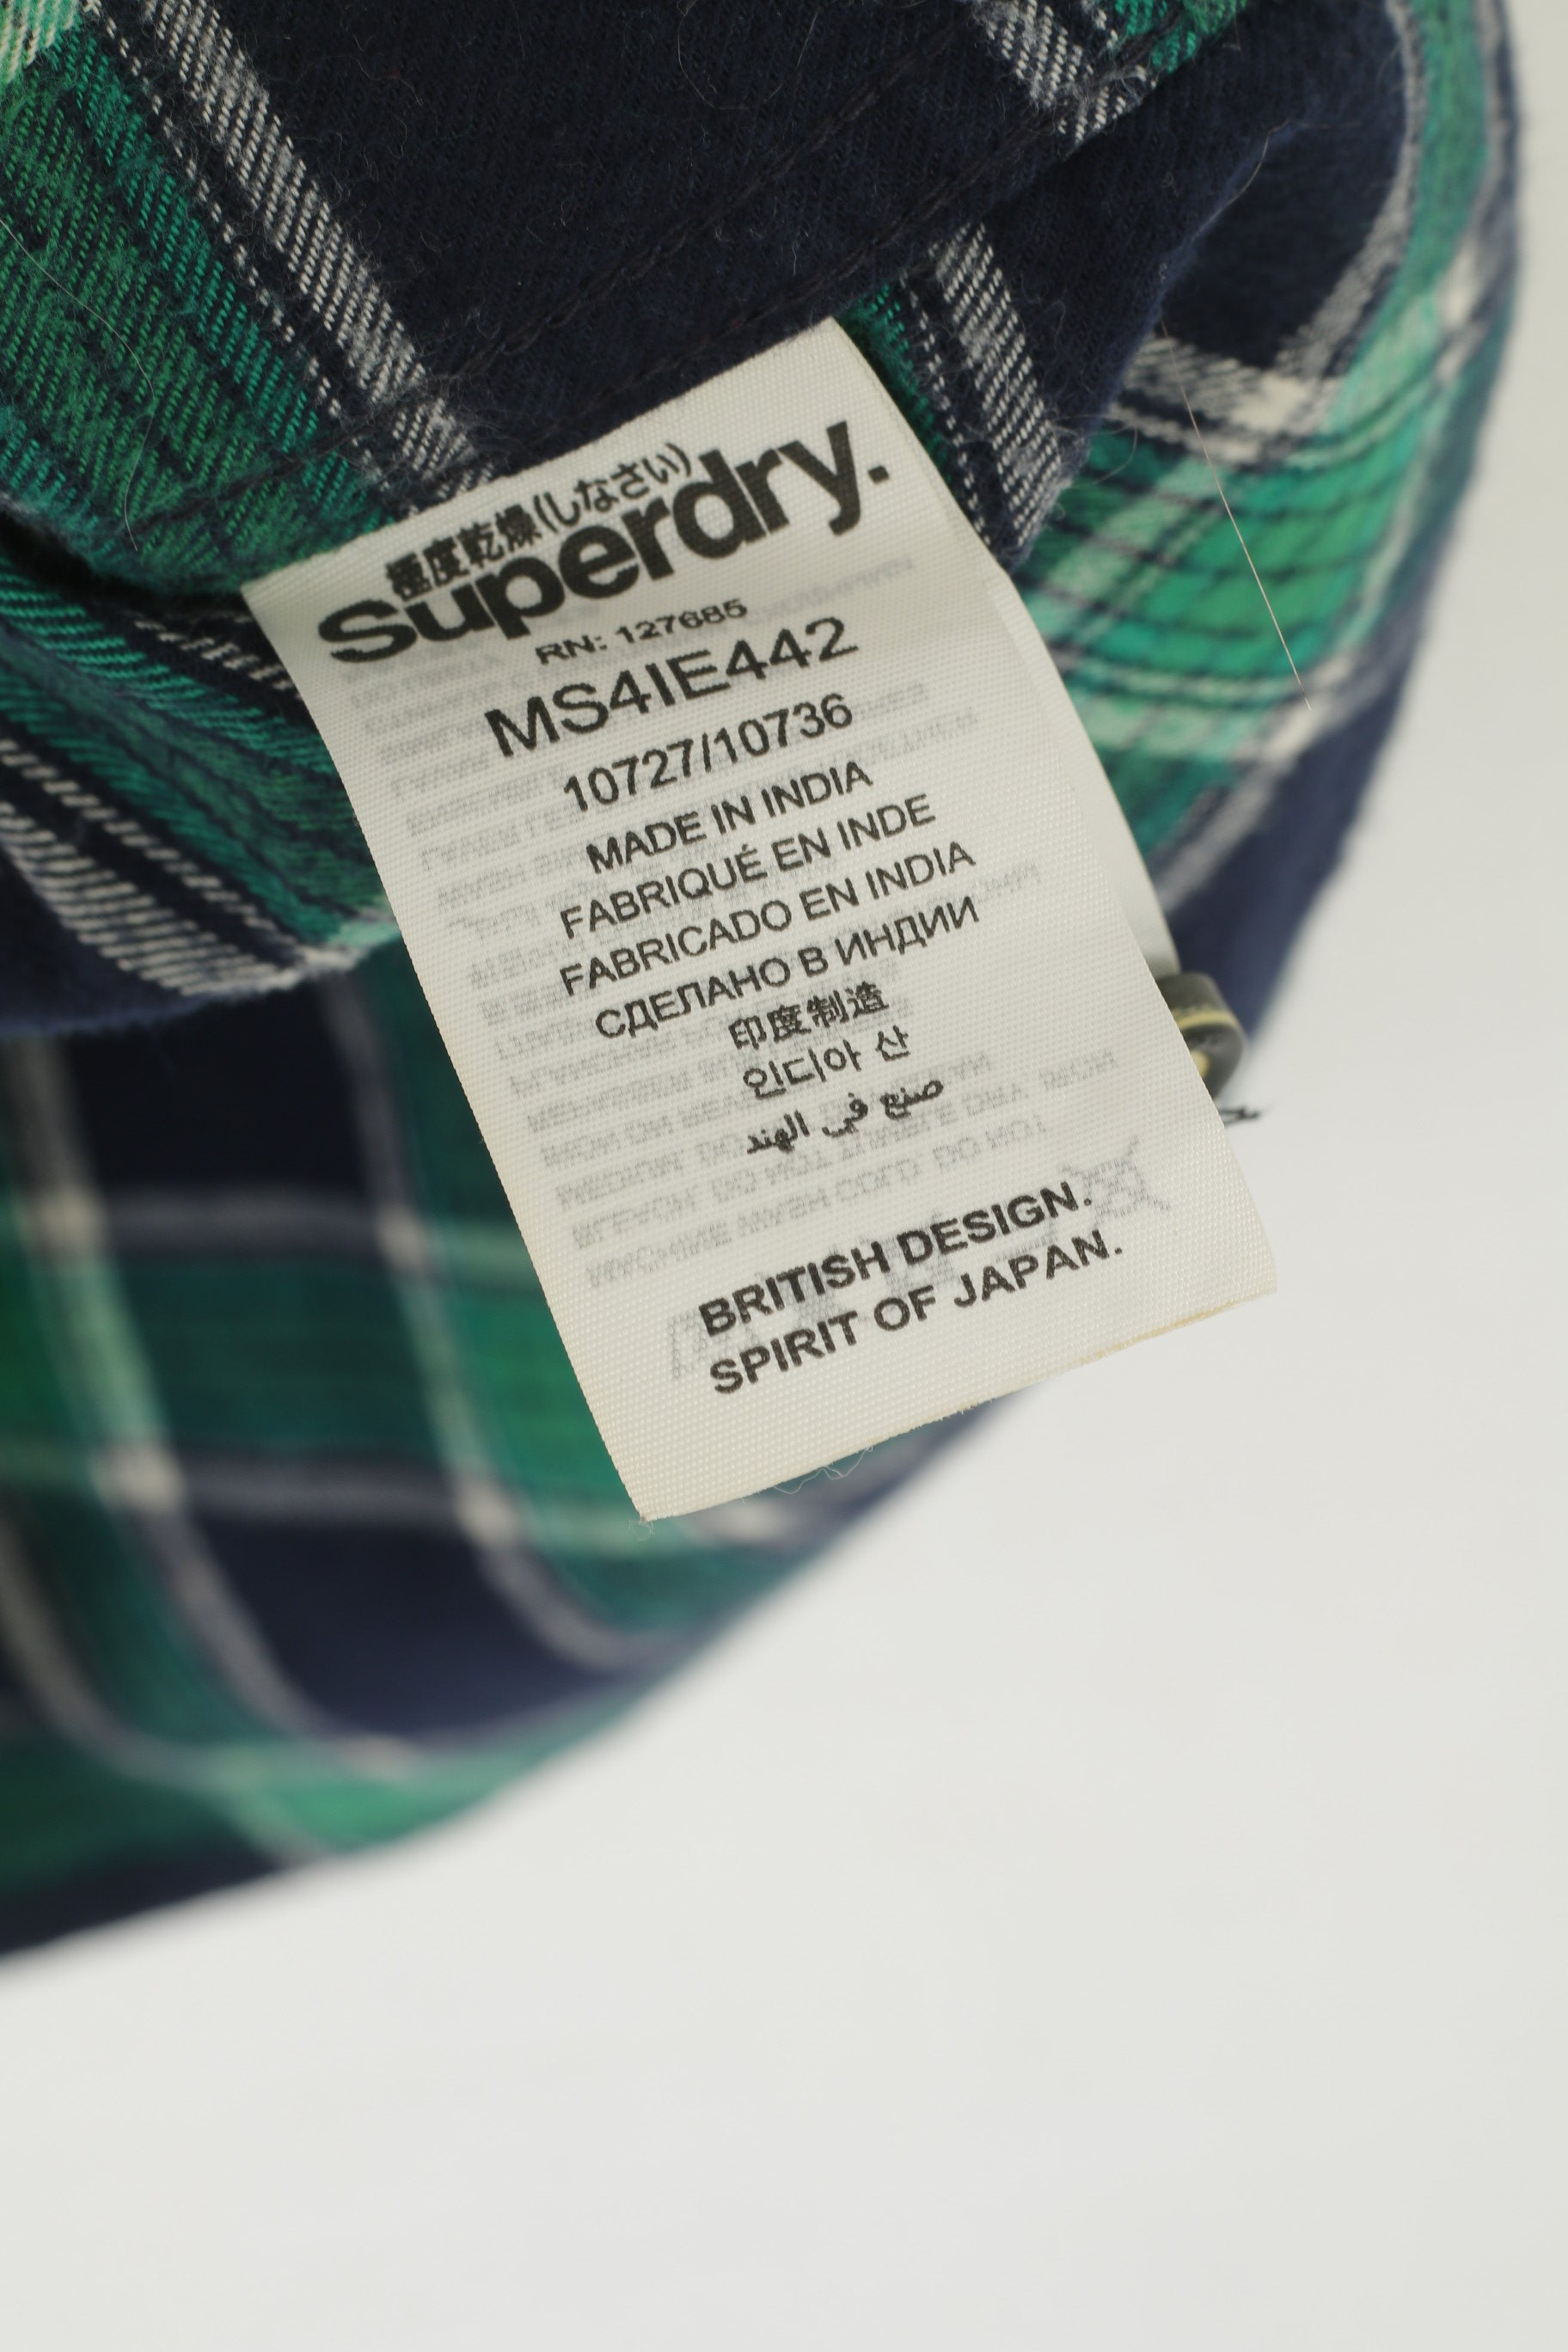 極度乾燥(しなさい)
Superdry.
RN: 127685
MS4IE442
10727/10736
MADE IN INDIA
FABRIQUÉ EN INDE
FABRICADO EN INDIA
СДЕЛАНО В ИНДИИ
印度制造
인디아 산
صنع في الهند
BRITISH DESIGN.
SPIRIT OF JAPAN.